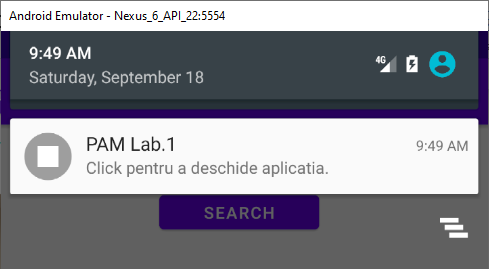 Android Emulator - Nexus_6_API_22:5554
9:49 AM
Saturday, September 18
4G
PAM Lab.1
9:49 AM
Click pentru a deschide aplicatia.
SEARCH